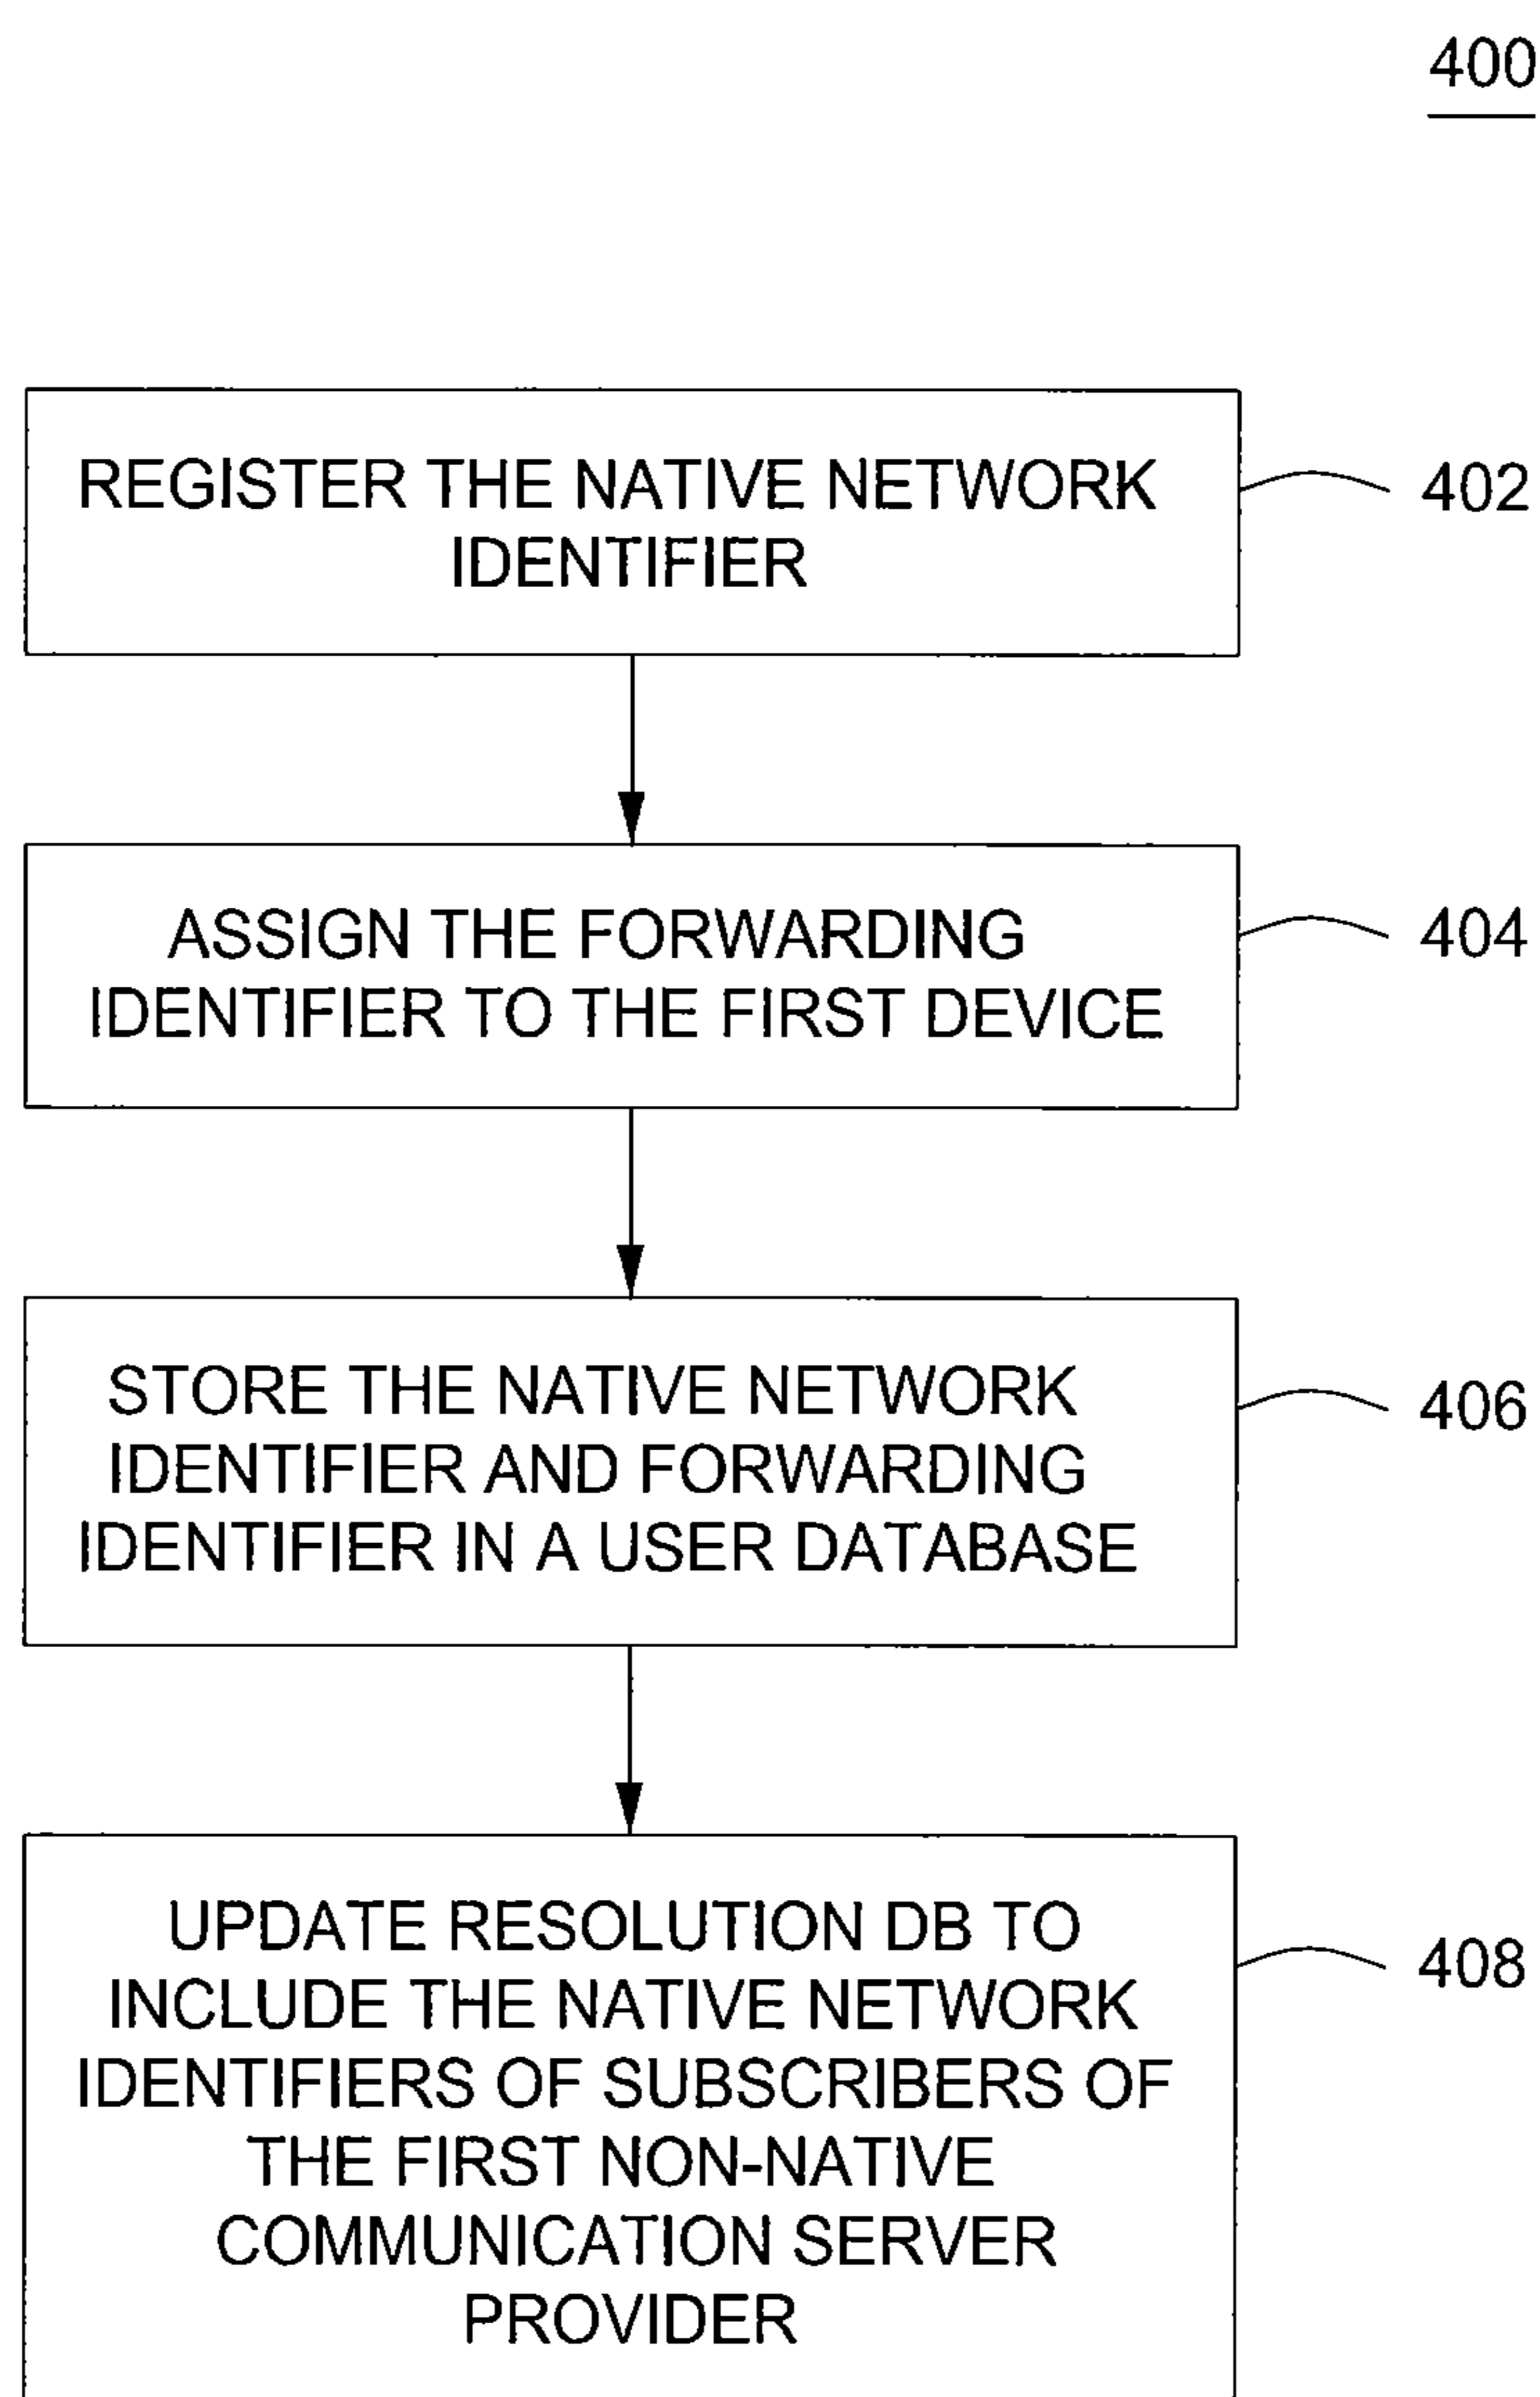 400
REGISTER THE NATIVE NETWORK
IDENTIFIER
402
ASSIGN THE FORWARDING
IDENTIFIER TO THE FIRST DEVICE
404
STORE THE NATIVE NETWORK
IDENTIFIER AND FORWARDING
IDENTIFIER IN A USER DATABASE
406
UPDATE RESOLUTION DB TO
INCLUDE THE NATIVE NETWORK
IDENTIFIERS OF SUBSCRIBERS OF
THE FIRST NON-NATIVE
COMMUNICATION SERVER
PROVIDER
408